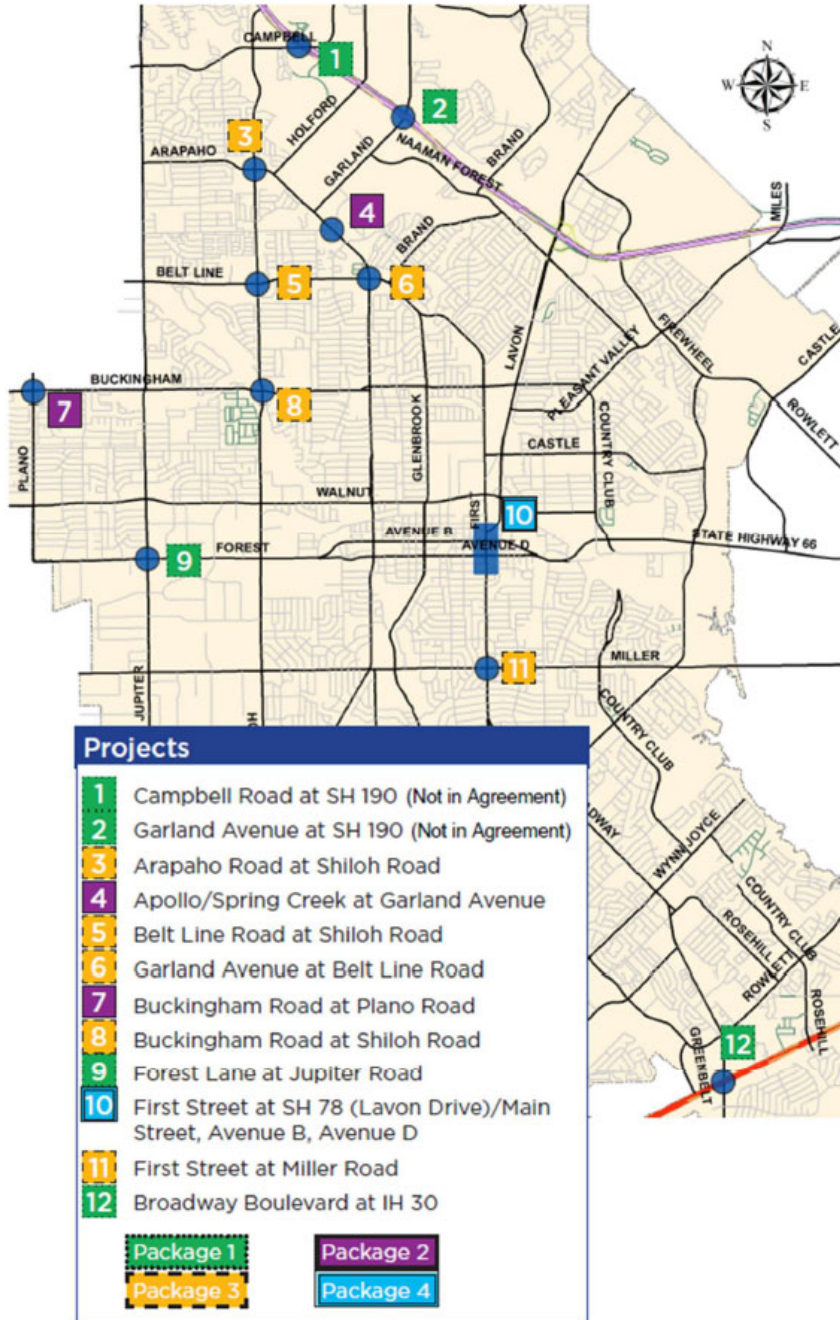 CAMPBELL
1
N
W E
S
2
HOLFORD
3
ARAPAHO
GARLAND
NAAMAN FOREST
BRAND
4
MILES
BRAND
BELT LINE
5
6
LAVON
FIREWHEEL
CASTLE
PLEASANT VALLEY
BUCKINGHAM
7
8
GLENBROOK
COUNTRY CLUB
ROWLETT
PLANO
CASTLE
WALNUT
FIRST
10
AVENUE B
AVENUE D
STATE HIGHWAY 66
FOREST
9
MILLER
11
JUPITER
OH
COUNTRY CLUB
Projects
1 Campbell Road at SH 190 (Not in Agreement)
2 Garland Avenue at SH 190 (Not in Agreement)
3 Arapaho Road at Shiloh Road
4 Apollo/Spring Creek at Garland Avenue
5 Belt Line Road at Shiloh Road
6 Garland Avenue at Belt Line Road
7 Buckingham Road at Plano Road
8 Buckingham Road at Shiloh Road
9 Forest Lane at Jupiter Road
10 First Street at SH 78 (Lavon Drive)/Main
Street, Avenue B, Avenue D
11 First Street at Miller Road
12 Broadway Boulevard at IH 30
Package 1
Package 2
Package 3
Package 4
ADWAY
WYNN JOYCE
COUNTRY CLUB
ROSEHILL
ROWLETT
ROSEHILL
GREENBELT
12